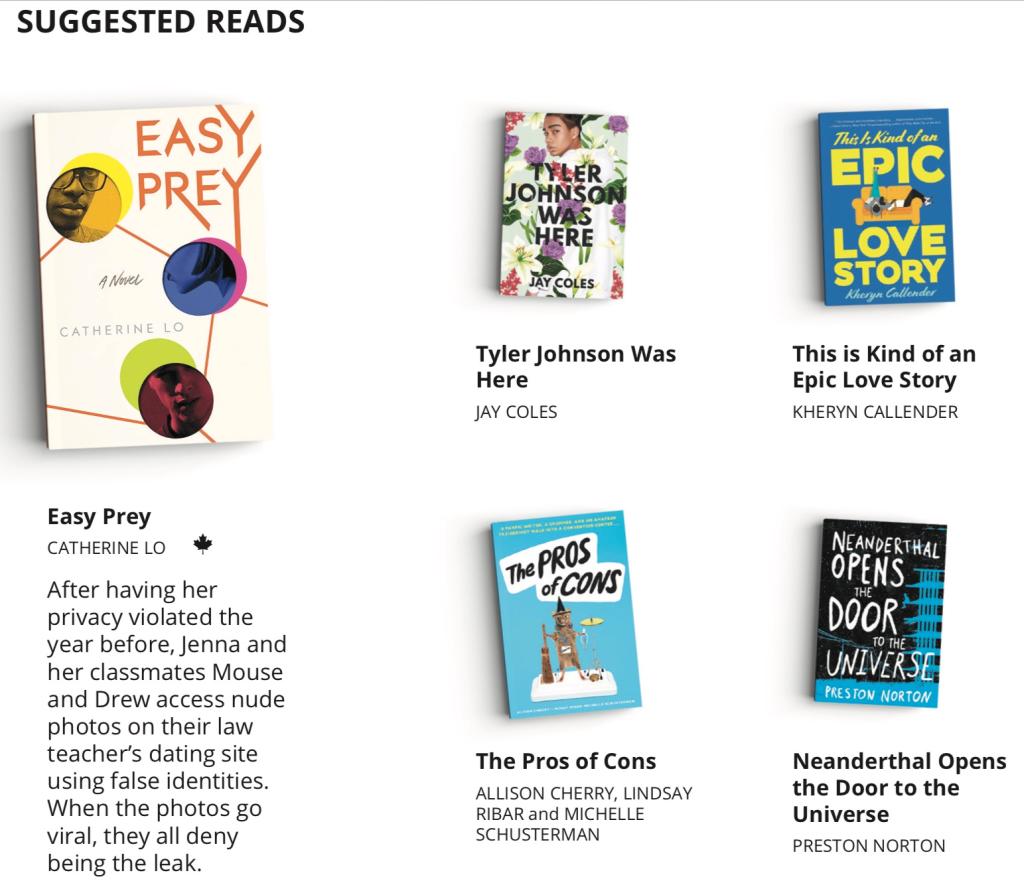 SUGGESTED READS
EASY
PREY
A NOVEL
CATHERINE LO
Easy Prey
CATHERINE LO
After having her
privacy violated the
year before, Jenna and
her classmates Mouse
and Drew access nude
photos on their law
teacher's dating site
using false identities.
When the photos go
viral, they all deny
being the leak.
TYLER
JOHNSON
WAS
HERE
JAY COLES
Tyler Johnson Was
Here
JAY COLES
This Is Kind of an
EPIC
LOVE
STORY
Kheryn Callender
This is Kind of an
Epic Love Story
KHERYN CALLENDER
The PROS
of CONS
The Pros of Cons
ALLISON CHERRY, LINDSAY
RIBAR and MICHELLE
SCHUSTERMAN
NEANDERTHAL
OPENS
THE
DOOR
TO THE
UNIVERSE
PRESTON NORTON
Neanderthal Opens
the Door to the
Universe
PRESTON NORTON